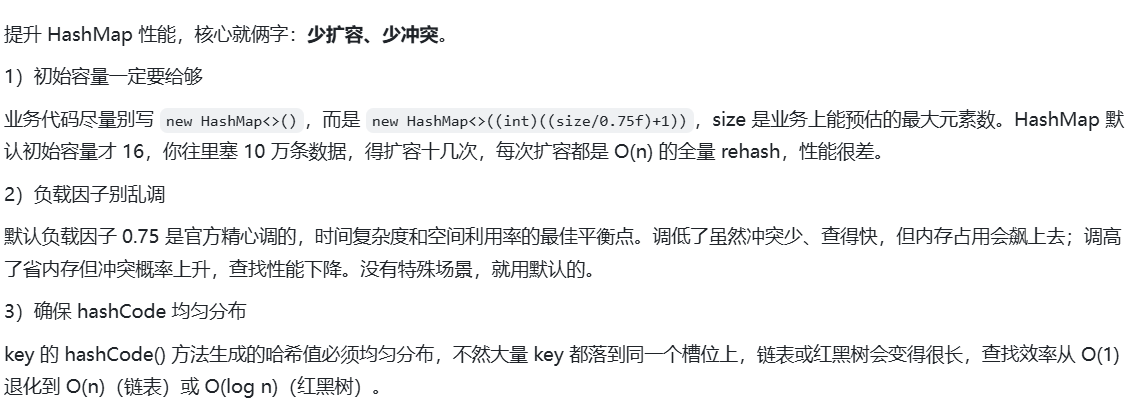 提升 HashMap 性能，核心就俩字：少扩容、少冲突。
1）初始容量一定要给够
业务代码尽量别写 new HashMap<>() ，而是 new HashMap<>((int)((size/0.75f)+1)) ，size 是业务上能预估的最大元素数。HashMap 默
认初始容量才 16，你往里塞 10 万条数据，得扩容十几次，每次扩容都是 O(n) 的全量 rehash，性能很差。
2）负载因子别乱调
默认负载因子 0.75 是官方精心调的，时间复杂度和空间利用率的最佳平衡点。调低了虽然冲突少、查得快，但内存占用会飙上去；调高
了省内存但冲突概率上升，查找性能下降。没有特殊场景，就用默认的。
3）确保 hashCode 均匀分布
key 的 hashCode() 方法生成的哈希值必须均匀分布，不然大量 key 都落到同一个槽位上，链表或红黑树会变得很长，查找效率从 O(1)
退化到 O(n)（链表）或 O(log n)（红黑树）。